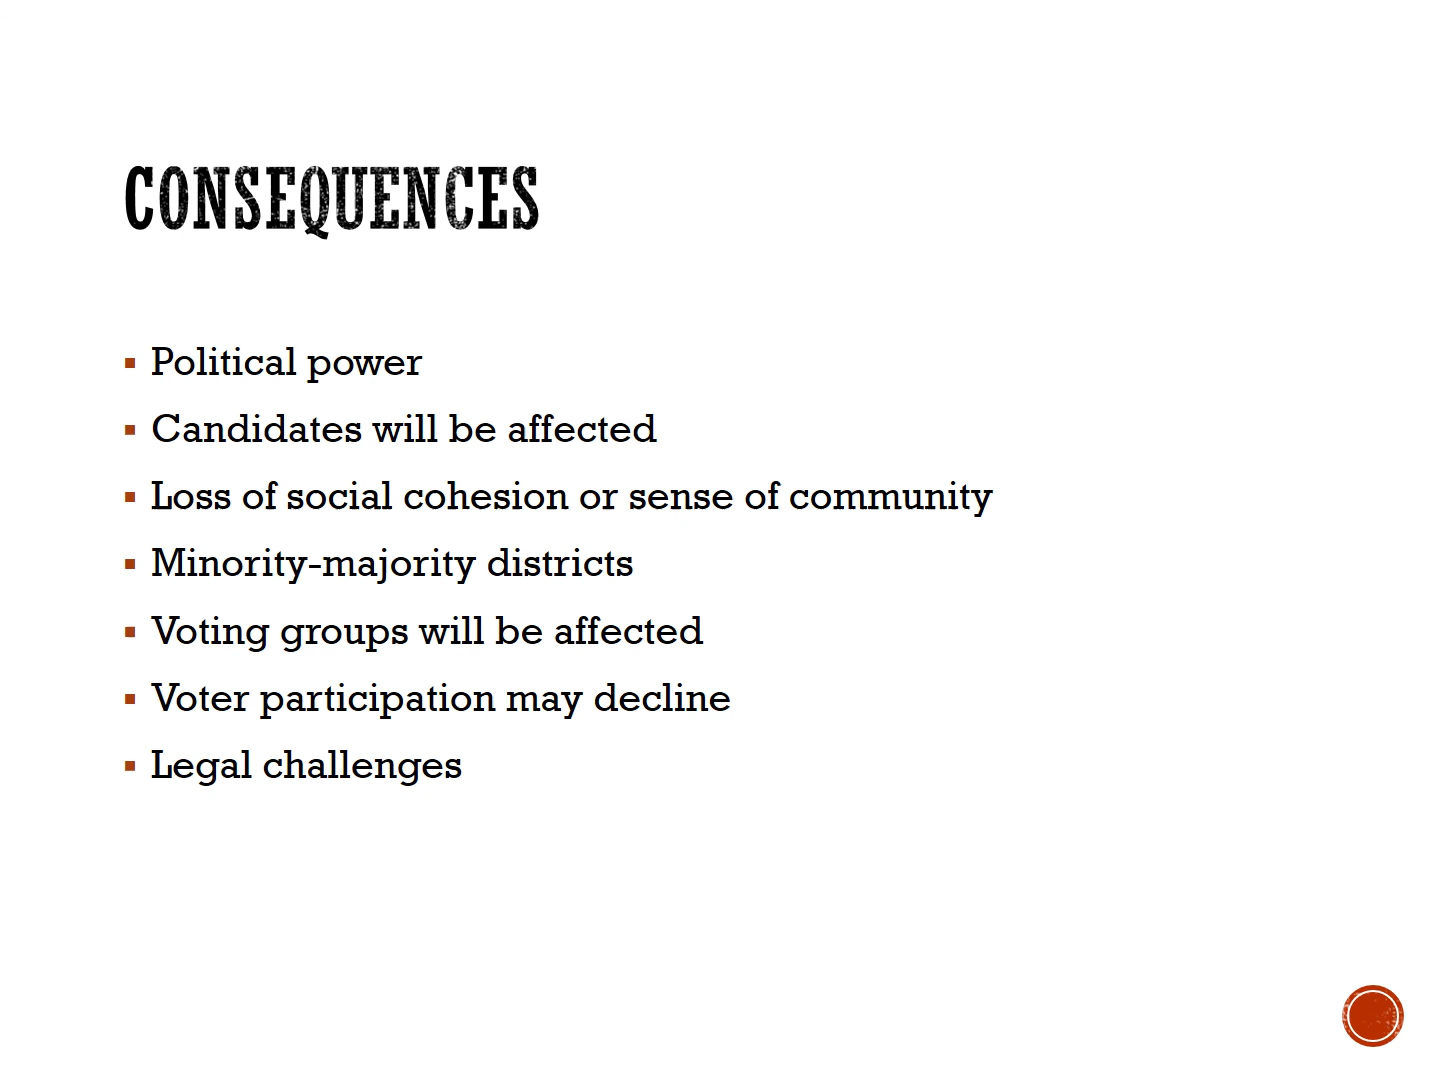 CONSEQUENCES
▪ Political power
▪ Candidates will be affected
▪ Loss of social cohesion or sense of community
▪ Minority-majority districts
▪ Voting groups will be affected
▪ Voter participation may decline
▪ Legal challenges